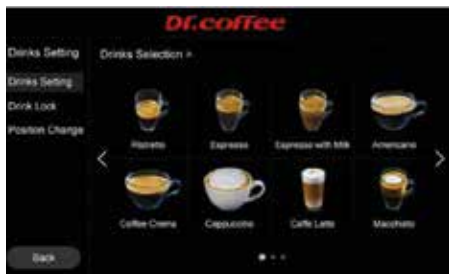 Dr.coffee
Drinks Setting
Drinks Selection >
Drinks Setting
Drink Lock
Position Change
Ristretto
Espresso
Espresso with Milk
Americano
Coffee Crema
Cappuccino
Caffe Latte
Macchiato
Back